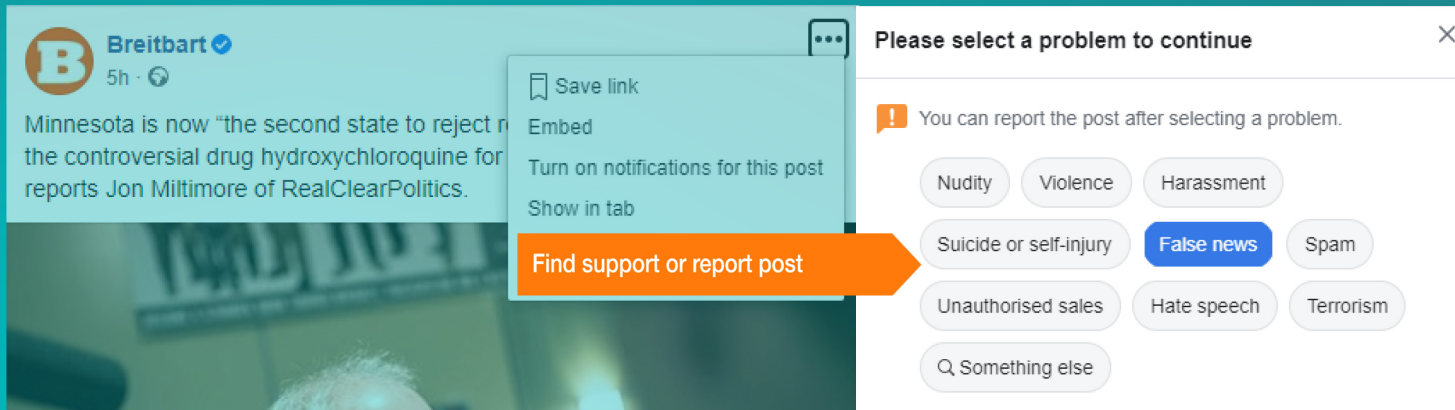 Breitbart
5h
Minnesota is now “the second state to reject r
the controversial drug hydroxychloroquine for
reports Jon Miltimore of RealClearPolitics.
Save link
Embed
Turn on notifications for this post
Show in tab
Find support or report post
Please select a problem to continue
You can report the post after selecting a problem.
Nudity Violence Harassment
Suicide or self-injury False news Spam
Unauthorised sales Hate speech Terrorism
Something else